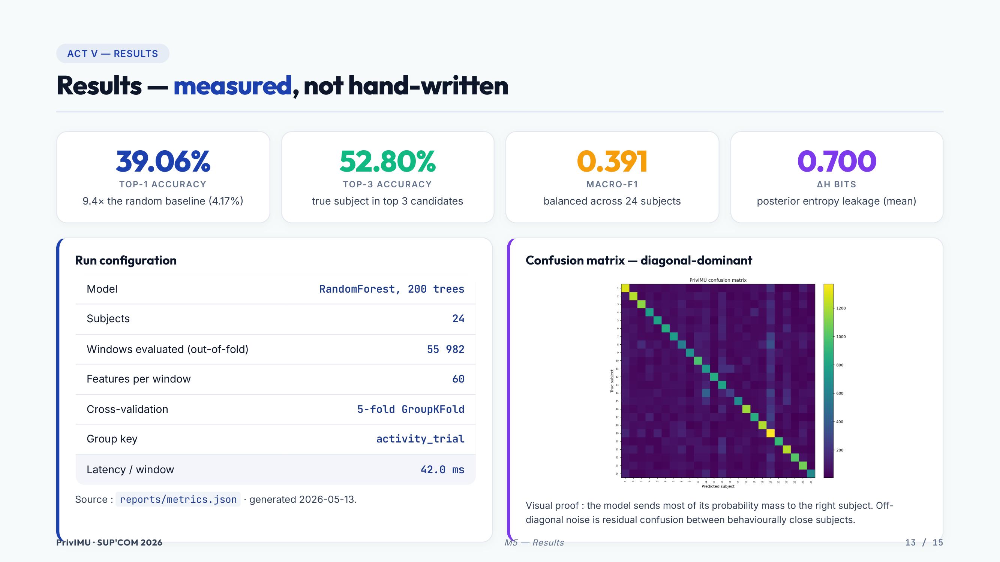 ACT V — RESULTS
Results — measured, not hand-written
39.06%
TOP-1 ACCURACY
9.4× the random baseline (4.17%)
52.80%
TOP-3 ACCURACY
true subject in top 3 candidates
0.391
MACRO-F1
balanced across 24 subjects
0.700
ΔH BITS
posterior entropy leakage (mean)
Run configuration
Model RandomForest, 200 trees
Subjects 24
Windows evaluated (out-of-fold) 55 982
Features per window 60
Cross-validation 5-fold GroupKFold
Group key activity_trial
Latency / window 42.0 ms
Source : reports/metrics.json · generated 2026-05-13.
Confusion matrix — diagonal-dominant
PrivIMU confusion matrix
True subject
1
2
3
4
5
6
7
8
9
10
11
12
13
14
15
16
17
18
19
20
21
22
23
24
1 2 3 4 5 6 7 8 9 10 11 12 13 14 15 16 17 18 19 20 21 22 23 24
Predicted subject
1200
1000
800
600
400
200
Visual proof : the model sends most of its probability mass to the right subject. Off-
diagonal noise is residual confusion between behaviourally close subjects.
PrivIMU · SUP'COM 2026
M5 — Results
13 / 15